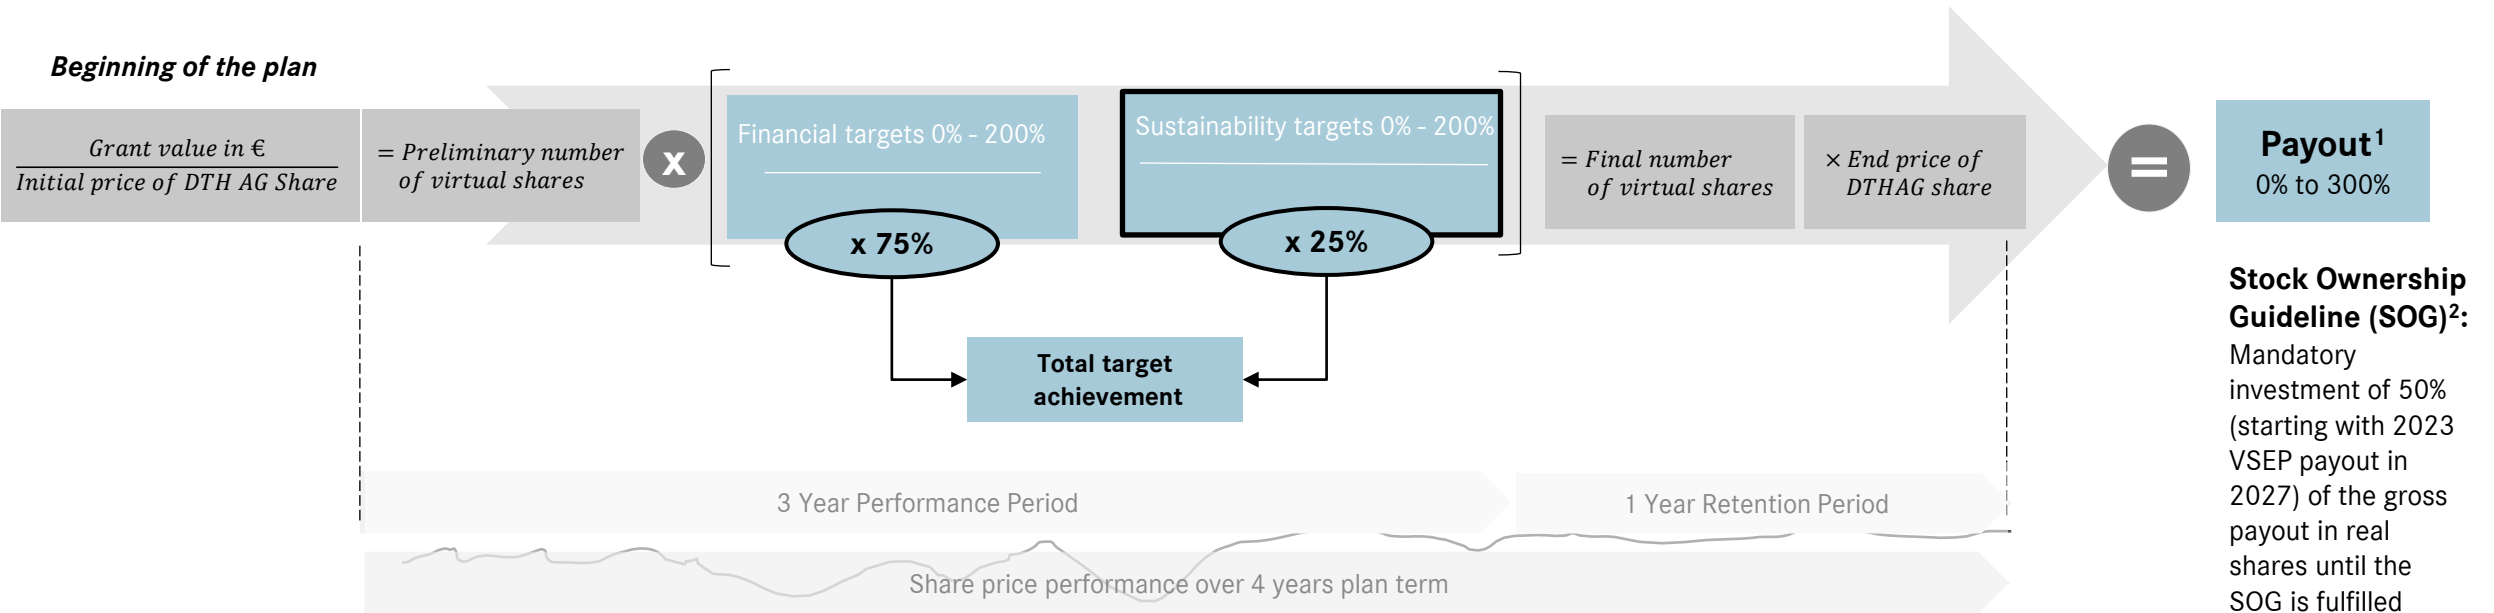 Beginning of the plan
Grant value in €
Initial price of DTH AG Share
= Preliminary number
of virtual shares
x
Financial targets 0% - 200%
x 75%
Sustainability targets 0% - 200%
x 25%
Total target
achievement
= Final number
of virtual shares
× End price of
DTHAG share
=
Payout¹
0% to 300%
Stock Ownership
Guideline (SOG)²:
Mandatory
investment of 50%
(starting with 2023
VSEP payout in
2027) of the gross
payout in real
shares until the
SOG is fulfilled
3 Year Performance Period
1 Year Retention Period
Share price performance over 4 years plan term